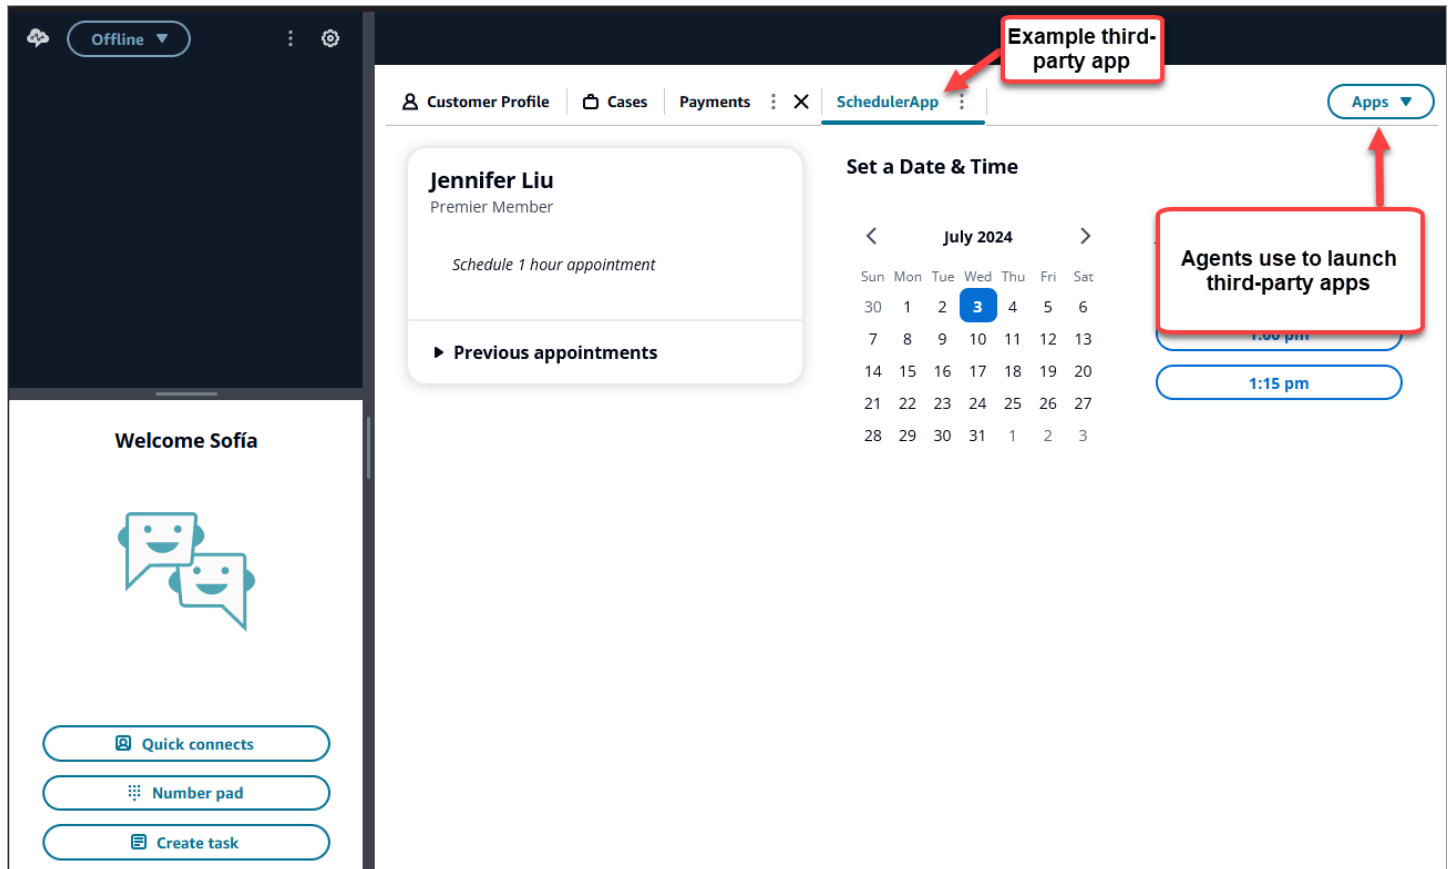 Offline
Example third-
party app
Customer Profile
Cases
Payments
SchedulerApp
Apps
Jennifer Liu
Premier Member
Schedule 1 hour appointment
Previous appointments
Set a Date & Time
July 2024
Sun Mon Tue Wed Thu Fri Sat
30 1 2 3 4 5 6
7 8 9 10 11 12 13
14 15 16 17 18 19 20
21 22 23 24 25 26 27
28 29 30 31 1 2 3
Agents use to launch
third-party apps
1:00 pm
1:15 pm
Welcome Sofía
Quick connects
Number pad
Create task